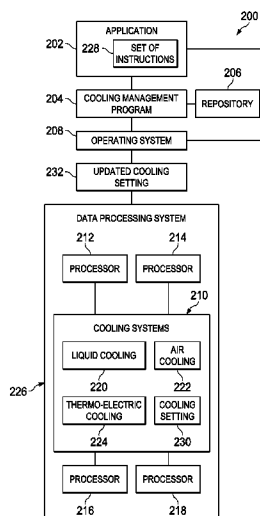 200
APPLICATION
202
228
SET OF
INSTRUCTIONS
206
204
COOLING MANAGEMENT
PROGRAM
REPOSITORY
208
OPERATING SYSTEM
232
UPDATED COOLING
SETTING
DATA PROCESSING SYSTEM
212
214
PROCESSOR
PROCESSOR
210
COOLING SYSTEMS
LIQUID COOLING
AIR
COOLING
220
222
226
THERMO-ELECTRIC
COOLING
COOLING
SETTING
224
230
PROCESSOR
PROCESSOR
216
218